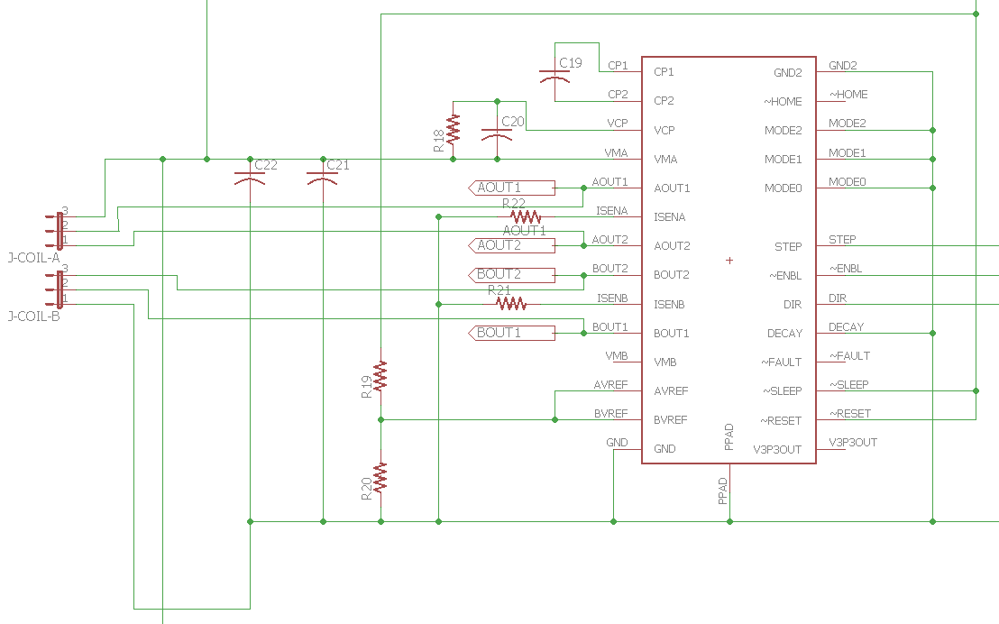 C19
CP1
CP1
GND2
GND2
CP2
CP2
~HOME
~HOME
R18
C20
VCP
VCP
MODE2
MODE2
C22
C21
VMA
VMA
MODE1
MODE1
AOUT1
AOUT1
AOUT1
MODE0
MODE0
R22
ISENA
ISENA
AOUT1
3
2
1
J-COIL-A
AOUT2
AOUT2
AOUT2
STEP
STEP
3
2
1
J-COIL-B
BOUT2
BOUT2
BOUT2
~ENBL
~ENBL
R21
ISENB
ISENB
DIR
DIR
BOUT1
BOUT1
BOUT1
DECAY
DECAY
VMB
VMB
~FAULT
~FAULT
R19
AVREF
AVREF
~SLEEP
~SLEEP
BVREF
BVREF
~RESET
~RESET
GND
GND
PPAD
V3P3OUT
V3P3OUT
R20
PPAD